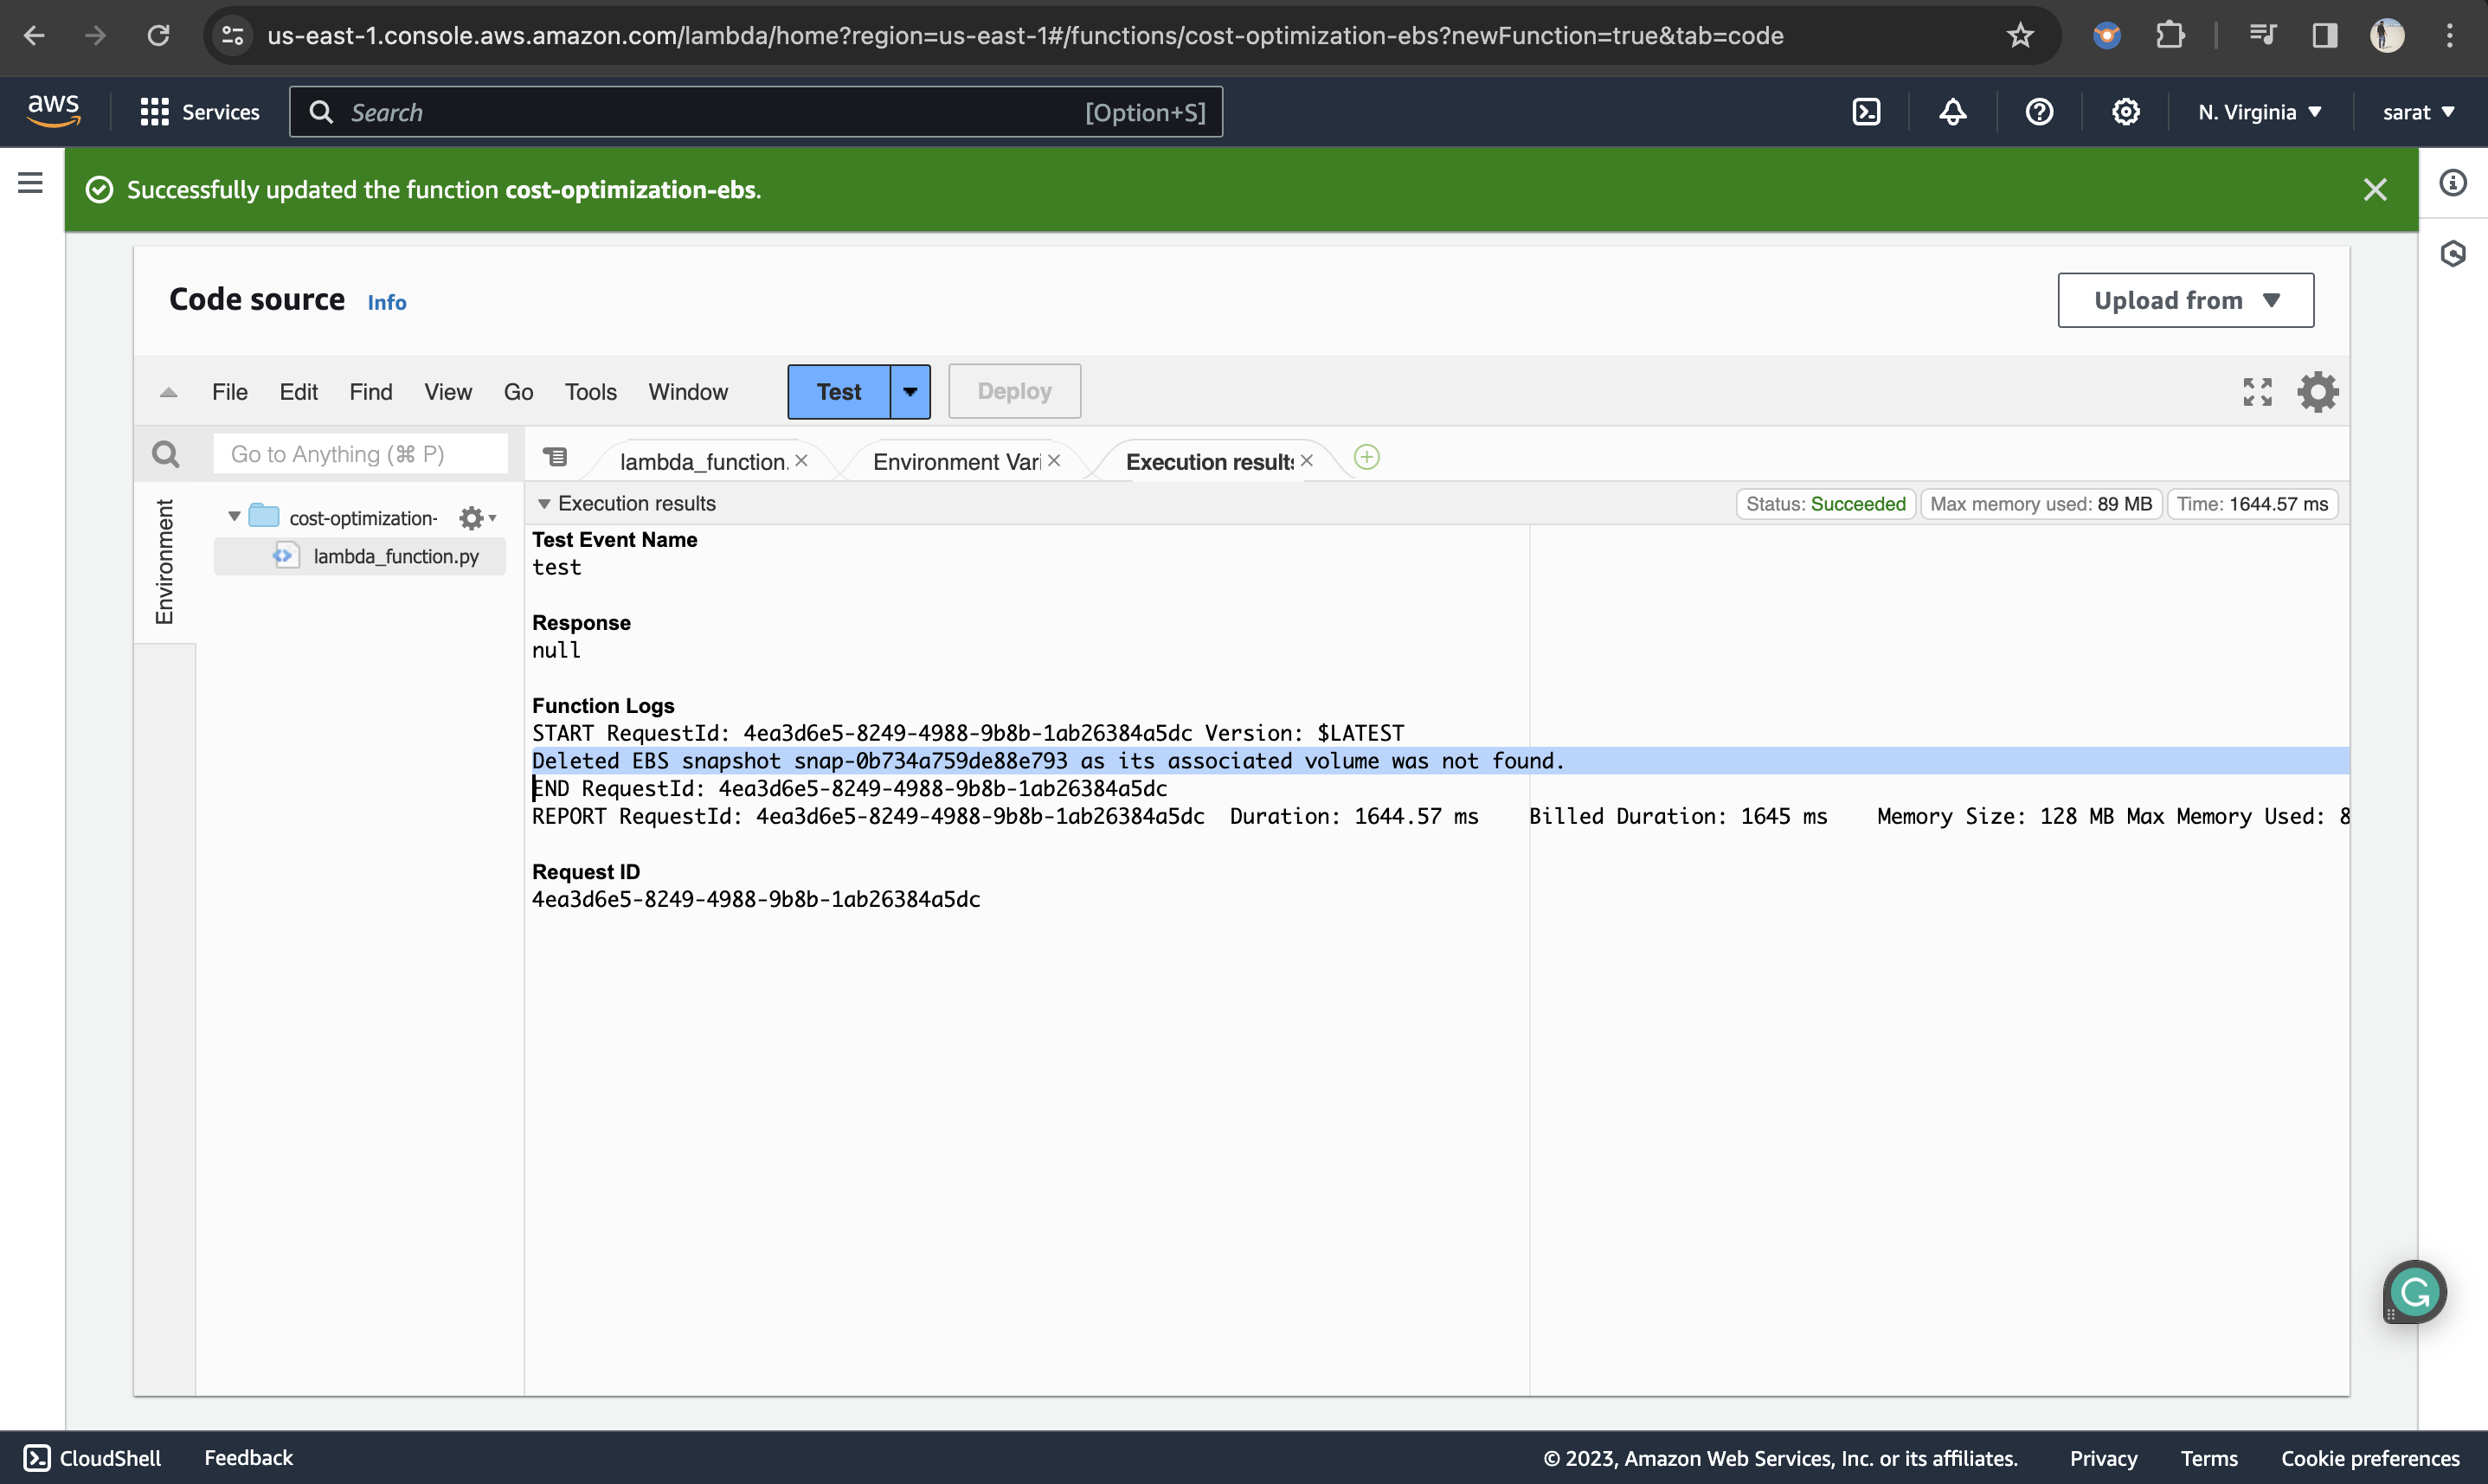 us-east-1.console.aws.amazon.com/lambda/home?region=us-east-1#/functions/cost-optimization-ebs?newFunction=true&tab=code
aws Services Search [Option+S] N. Virginia sarat
Successfully updated the function cost-optimization-ebs.
Code source Info Upload from
File Edit Find View Go Tools Window Test Deploy
Go to Anything (⌘ P) lambda_function. Environment Vari Execution results
Execution results Status: Succeeded Max memory used: 89 MB Time: 1644.57 ms
Environment
cost-optimization-
lambda_function.py
Test Event Name
test
Response
null
Function Logs
START RequestId: 4ea3d6e5-8249-4988-9b8b-1ab26384a5dc Version: $LATEST
Deleted EBS snapshot snap-0b734a759de88e793 as its associated volume was not found.
END RequestId: 4ea3d6e5-8249-4988-9b8b-1ab26384a5dc
REPORT RequestId: 4ea3d6e5-8249-4988-9b8b-1ab26384a5dc Duration: 1644.57 ms Billed Duration: 1645 ms Memory Size: 128 MB Max Memory Used: 8
Request ID
4ea3d6e5-8249-4988-9b8b-1ab26384a5dc
CloudShell Feedback © 2023, Amazon Web Services, Inc. or its affiliates. Privacy Terms Cookie preferences